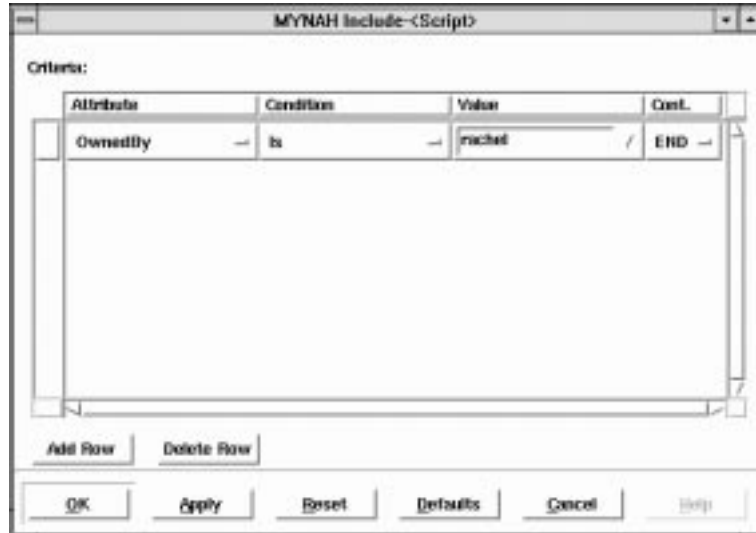 MYNAH Include-<Script>
Criteria:
Attribute Condition Value Cont.
OwnedBy Is rachel END
Add Row Delete Row
OK Apply Reset Defaults Cancel Help